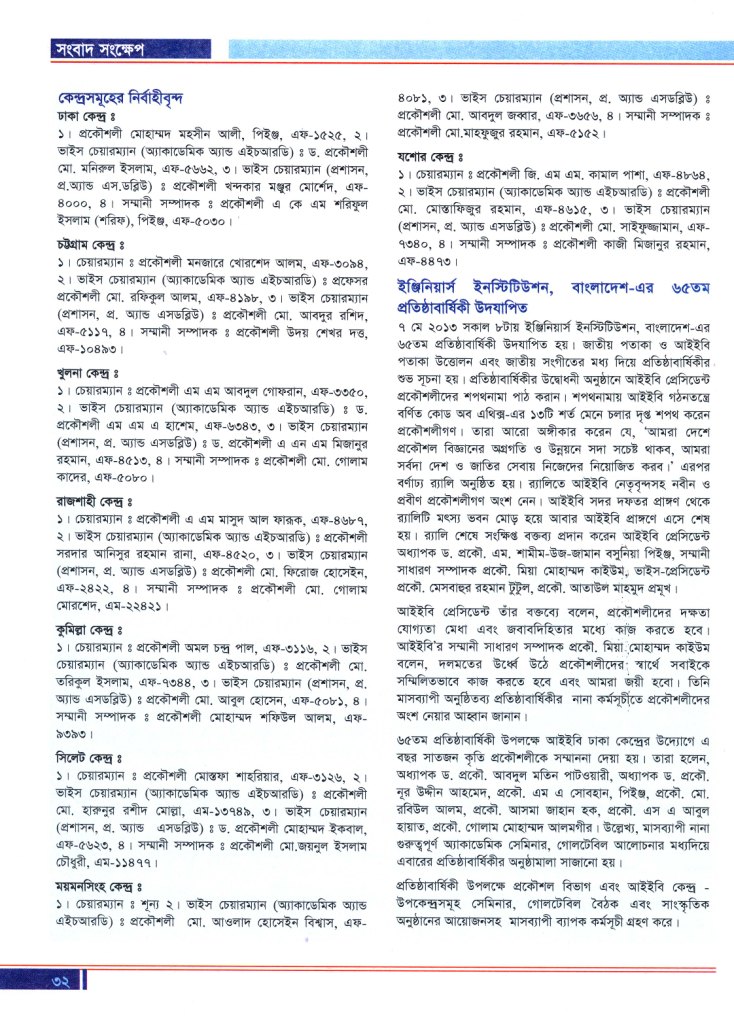 সংবাদ সংক্ষেপ
কেন্দ্রসমূহের নির্বাহীবৃন্দ
ঢাকা কেন্দ্র ঃ
১। প্রকৌশলী মোহাম্মদ মহসীন আলী, পিইঞ্জ, এফ-১৫২৫, ২।
ভাইস চেয়ারম্যান (অ্যাকাডেমিক অ্যান্ড এইচআরডি) ঃ ড. প্রকৌশলী
মো. মনিরুল ইসলাম, এফ-৫৬৬২, ৩। ভাইস চেয়ারম্যান (প্রশাসন,
প্র.অ্যান্ড এস.ডব্লিউ) ঃ প্রকৌশলী খন্দকার মঞ্জুর মোর্শেদ, এফ-
৪০০০, ৪। সম্মানী সম্পাদক ঃ প্রকৌশলী এ কে এম শরিফুল
ইসলাম (শরিফ), পিইঞ্জ, এফ-৫০৩০।
চট্টগ্রাম কেন্দ্র ঃ
১। চেয়ারম্যান ঃ প্রকৌশলী মনজারে খোরশেদ আলম, এফ-৩০৯৪,
২। ভাইস চেয়ারম্যান (অ্যাকাডেমিক অ্যান্ড এইচআরডি) ঃ প্রফেসর
প্রকৌশলী মো. রফিকুল আলম, এফ-৪১৯৮, ৩। ভাইস চেয়ারম্যান
(প্রশাসন, প্র. অ্যান্ড এসডব্লিউ) ঃ প্রকৌশলী মো. আবদুর রশিদ,
এফ-৫১১৭, ৪। সম্মানী সম্পাদক ঃ প্রকৌশলী উদয় শেখর দত্ত,
এফ-১০৪৯৩।
খুলনা কেন্দ্র ঃ
১। চেয়ারম্যান ঃ প্রকৌশলী এম এম আবদুল গোফরান, এফ-৩৩৫০,
২। ভাইস চেয়ারম্যান (অ্যাকাডেমিক অ্যান্ড এইচআরডি) ঃ ড.
প্রকৌশলী এম এম এ হাশেম, এফ-৬৩৪৩, ৩। ভাইস চেয়ারম্যান
(প্রশাসন, প্র. অ্যান্ড এসডব্লিউ) ঃ ড. প্রকৌশলী এ এন এম মিজানুর
রহমান, এফ-৪৫১৩, ৪। সম্মানী সম্পাদক ঃ প্রকৌশলী মো. গোলাম
কাদের, এফ-৫০৮০।
রাজশাহী কেন্দ্র ঃ
১। চেয়ারম্যান ঃ প্রকৌশলী এ এম মাসুদ আল ফারূক, এফ-৪৬৮৭,
২। ভাইস চেয়ারম্যান (অ্যাকাডেমিক অ্যান্ড এইচআরডি) ঃ প্রকৌশলী
সরদার আনিসুর রহমান রানা, এফ-৪৫২০, ৩। ভাইস চেয়ারম্যান
(প্রশাসন, প্র. অ্যান্ড এসডব্লিউ) ঃ প্রকৌশলী মো. ফিরোজ হোসেইন,
এফ-২৪২২, ৪। সম্মানী সম্পাদক ঃ প্রকৌশলী মো. গোলাম
মোরশেদ, এম-২২৪২১।
কুমিল্লা কেন্দ্র ঃ
১। চেয়ারম্যান ঃ প্রকৌশলী অমল চন্দ্র পাল, এফ-৩১১৬, ২। ভাইস
চেয়ারম্যান (অ্যাকাডেমিক অ্যান্ড এইচআরডি) ঃ প্রকৌশলী মো.
তরিকুল ইসলাম, এফ-৭৩৪৪, ৩। ভাইস চেয়ারম্যান (প্রশাসন, প্র.
অ্যান্ড এসডব্লিউ) ঃ প্রকৌশলী মো. আবুল হোসেন, এফ-৫০৮১, ৪।
সম্মানী সম্পাদক ঃ প্রকৌশলী মোহাম্মদ শফিউল আলম, এফ-
৯৩৯৩।
সিলেট কেন্দ্র ঃ
১। চেয়ারম্যান ঃ প্রকৌশলী মোস্তফা শাহরিয়ার, এফ-৩১২৬, ২।
ভাইস চেয়ারম্যান (অ্যাকাডেমিক অ্যান্ড এইচআরডি) ঃ প্রকৌশলী
মো. হারুনুর রশীদ মোল্লা, এম-১৩৭৪৯, ৩। ভাইস চেয়ারম্যান
(প্রশাসন, প্র. অ্যান্ড এসডব্লিউ) ঃ ড. প্রকৌশলী মোহাম্মদ ইকবাল,
এফ-৫৬২৩, ৪। সম্মানী সম্পাদক ঃ প্রকৌশলী মো.জয়নুল ইসলাম
চৌধুরী, এম-১১৪৭৭।
ময়মনসিংহ কেন্দ্র ঃ
১। চেয়ারম্যান ঃ শূন্য ২। ভাইস চেয়ারম্যান (অ্যাকাডেমিক অ্যান্ড
এইচআরডি) ঃ প্রকৌশলী মো. আওলাদ হোসেইন বিশ্বাস, এফ-
৪০৮১, ৩। ভাইস চেয়ারম্যান (প্রশাসন, প্র. অ্যান্ড এসডব্লিউ) ঃ
প্রকৌশলী মো. আবদুল জব্বার, এফ-৩৬৫৬, ৪। সম্মানী সম্পাদক ঃ
প্রকৌশলী মো.মাহফুজুর রহমান, এফ-৫১৫২।
যশোর কেন্দ্র ঃ
১। চেয়ারম্যান ঃ প্রকৌশলী জি. এম এম. কামাল পাশা, এফ-৪৮৬৪,
২। ভাইস চেয়ারম্যান (অ্যাকাডেমিক অ্যান্ড এইচআরডি) ঃ প্রকৌশলী
মো. মোস্তাফিজুর রহমান, এফ-৪৬১৫, ৩। ভাইস চেয়ারম্যান
(প্রশাসন, প্র. অ্যান্ড এসডব্লিউ) ঃ প্রকৌশলী মো. সাইফুজ্জামান, এফ-
৭৩৪০, ৪। সম্মানী সম্পাদক ঃ প্রকৌশলী কাজী মিজানুর রহমান,
এফ-৪৪৭৩।
ইঞ্জিনিয়ার্স ইনস্টিটিউশন, বাংলাদেশ-এর ৬৫তম
প্রতিষ্ঠাবার্ষিকী উদযাপিত
৭ মে ২০১৩ সকাল ৮টায় ইঞ্জিনিয়ার্স ইনস্টিটিউশন, বাংলাদেশ-এর
৬৫তম প্রতিষ্ঠাবার্ষিকী উদযাপিত হয়। জাতীয় পতাকা ও আইইবি
পতাকা উত্তোলন এবং জাতীয় সংগীতের মধ্য দিয়ে প্রতিষ্ঠাবার্ষিকীর
শুভ সূচনা হয়। প্রতিষ্ঠাবার্ষিকীর উদ্বোধনী অনুষ্ঠানে আইইবি প্রেসিডেন্ট
প্রকৌশলীদের শপথনামা পাঠ করান। শপথনামায় আইইবি গঠনতন্ত্রে
বর্ণিত কোড অব এথিক্স-এর ১৩টি শর্ত মেনে চলার দৃপ্ত শপথ করেন
প্রকৌশলীগণ। তারা আরো অঙ্গীকার করেন যে, ‘আমরা দেশে
প্রকৌশল বিজ্ঞানের অগ্রগতি ও উন্নয়নে সদা সচেষ্ট থাকব, আমরা
সর্বদা দেশ ও জাতির সেবায় নিজেদের নিয়োজিত করব।’ এরপর
বর্ণাঢ্য র‌্যালি অনুষ্ঠিত হয়। র‌্যালিতে আইইবি নেতৃবৃন্দসহ নবীন ও
প্রবীণ প্রকৌশলীগণ অংশ নেন। আইইবি সদর দফতর প্রাঙ্গণ থেকে
র‌্যালিটি মৎস্য ভবন মোড় হয়ে আবার আইইবি প্রাঙ্গণে এসে শেষ
হয়। র‌্যালি শেষে সংক্ষিপ্ত বক্তব্য প্রদান করেন আইইবি প্রেসিডেন্ট
অধ্যাপক ড. প্রকৌ. এম. শামীম-উজ-জামান বসুনিয়া পিইঞ্জ, সম্মানী
সাধারণ সম্পাদক প্রকৌ. মিয়া মোহাম্মদ কাইউম, ভাইস-প্রেসিডেন্ট
প্রকৌ. মেসবাহুর রহমান টুটুল, প্রকৌ. আতাউল মাহমুদ প্রমূখ।
আইইবি প্রেসিডেন্ট তাঁর বক্তব্যে বলেন, প্রকৌশলীদের দক্ষতা
যোগ্যতা মেধা এবং জবাবদিহিতার মধ্যে কাজ করতে হবে।
আইইবি’র সম্মানী সাধারণ সম্পাদক প্রকৌ. মিয়া মোহাম্মদ কাইউম
বলেন, দলমতের উর্ধ্বে উঠে প্রকৌশলীদের স্বার্থে সবাইকে
সম্মিলিতভাবে কাজ করতে হবে এবং আমরা জয়ী হবো। তিনি
মাসব্যাপী অনুষ্ঠিতব্য প্রতিষ্ঠাবার্ষিকীর নানা কর্মসূচীতে প্রকৌশলীদের
অংশ নেয়ার আহ্বান জানান।
৬৫তম প্রতিষ্ঠাবার্ষিকী উপলক্ষে আইইবি ঢাকা কেন্দ্রের উদ্যোগে এ
বছর সাতজন কৃতি প্রকৌশলীকে সম্মাননা দেয়া হয়। তারা হলেন,
অধ্যাপক ড. প্রকৌ. আবদুল মতিন পাটওয়ারী, অধ্যাপক ড. প্রকৌ.
নূর উদ্দীন আহমেদ, প্রকৌ. এম এ সোবহান, পিইঞ্জ, প্রকৌ. মো.
রবিউল আলম, প্রকৌ. আসমা জাহান হক, প্রকৌ. এস এ আবুল
হায়াত, প্রকৌ. গোলাম মোহাম্মদ আলমগীর। উল্লেখ্য, মাসব্যাপী নানা
গুরুত্বপূর্ণ অ্যাকাডেমিক সেমিনার, গোলটেবিল আলোচনার মধ্যদিয়ে
এবারের প্রতিষ্ঠাবার্ষিকীর অনুষ্ঠামালা সাজানো হয়।
প্রতিষ্ঠাবার্ষিকী উপলক্ষে প্রকৌশল বিভাগ এবং আইইবি কেন্দ্র -
উপকেন্দ্রসমূহ সেমিনার, গোলটেবিল বৈঠক এবং সাংস্কৃতিক
অনুষ্ঠানের আয়োজনসহ মাসব্যাপী ব্যাপক কর্মসূচী গ্রহণ করে।
৩২